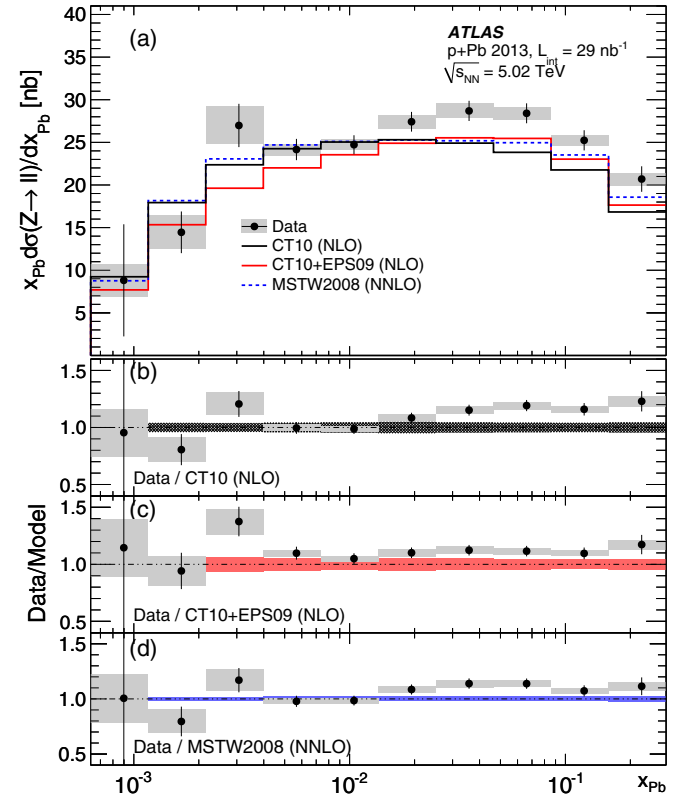 (a)
ATLAS
p+Pb 2013, L_int = 29 nb⁻¹
√s_NN = 5.02 TeV
x_Pb dσ(Z→ ll)/dx_Pb [nb]
40
35
30
25
20
15
10
5
Data
CT10 (NLO)
CT10+EPS09 (NLO)
MSTW2008 (NNLO)
(b)
1.5
1.0
0.5
Data / CT10 (NLO)
(c)
Data/Model
1.5
1.0
0.5
Data / CT10+EPS09 (NLO)
(d)
1.5
1.0
0.5
Data / MSTW2008 (NNLO)
10⁻³ 10⁻² 10⁻¹ x_Pb